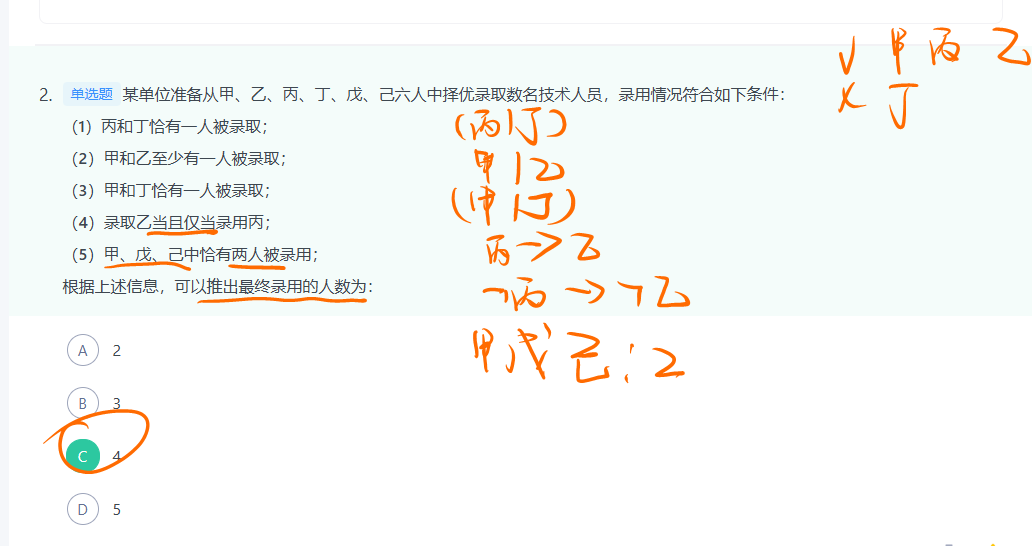 2. 单选题 某单位准备从甲、乙、丙、丁、戊、己六人中择优录取数名技术人员，录用情况符合如下条件：
（1）丙和丁恰有一人被录取；
（2）甲和乙至少有一人被录取；
（3）甲和丁恰有一人被录取；
（4）录取乙当且仅当录用丙；
（5）甲、戊、己中恰有两人被录用；
根据上述信息，可以推出最终录用的人数为：
A 2
B 3
C 4
D 5
√ 甲 丙 乙
× 丁
(丙|丁)
甲|乙
(甲|丁)
丙→乙
¬丙→¬乙
甲戊己:2